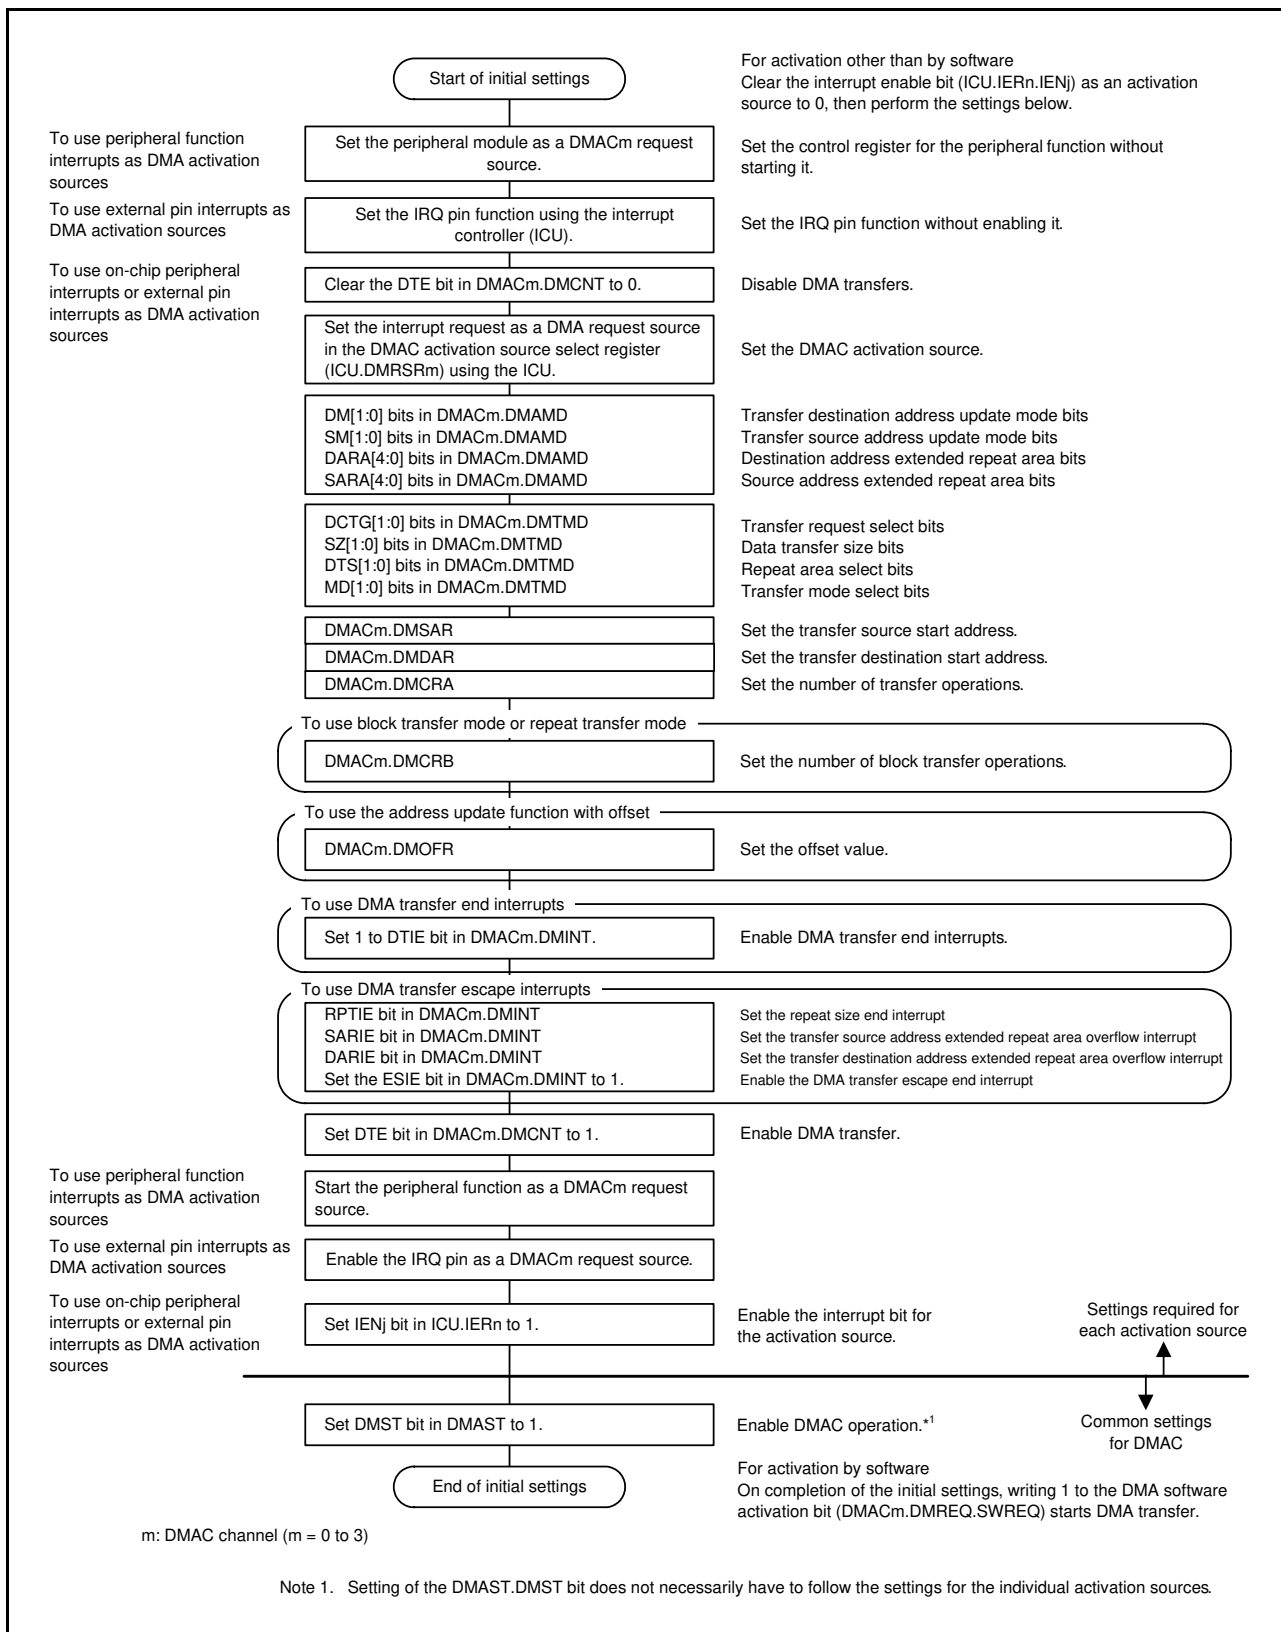 Start of initial settings
For activation other than by software
Clear the interrupt enable bit (ICU.IERn.IENj) as an activation
source to 0, then perform the settings below.
To use peripheral function
interrupts as DMA activation
sources
Set the peripheral module as a DMACm request
source.
Set the control register for the peripheral function without
starting it.
To use external pin interrupts as
DMA activation sources
Set the IRQ pin function using the interrupt
controller (ICU).
Set the IRQ pin function without enabling it.
To use on-chip peripheral
interrupts or external pin
interrupts as DMA activation
sources
Clear the DTE bit in DMACm.DMCNT to 0.
Disable DMA transfers.
Set the interrupt request as a DMA request source
in the DMAC activation source select register
(ICU.DMRSRm) using the ICU.
Set the DMAC activation source.
DM[1:0] bits in DMACm.DMAMD
SM[1:0] bits in DMACm.DMAMD
DARA[4:0] bits in DMACm.DMAMD
SARA[4:0] bits in DMACm.DMAMD
Transfer destination address update mode bits
Transfer source address update mode bits
Destination address extended repeat area bits
Source address extended repeat area bits
DCTG[1:0] bits in DMACm.DMTMD
SZ[1:0] bits in DMACm.DMTMD
DTS[1:0] bits in DMACm.DMTMD
MD[1:0] bits in DMACm.DMTMD
Transfer request select bits
Data transfer size bits
Repeat area select bits
Transfer mode select bits
DMACm.DMSAR
Set the transfer source start address.
DMACm.DMDAR
Set the transfer destination start address.
DMACm.DMCRA
Set the number of transfer operations.
To use block transfer mode or repeat transfer mode
DMACm.DMCRB
Set the number of block transfer operations.
To use the address update function with offset
DMACm.DMOFR
Set the offset value.
To use DMA transfer end interrupts
Set 1 to DTIE bit in DMACm.DMINT.
Enable DMA transfer end interrupts.
To use DMA transfer escape interrupts
RPTIE bit in DMACm.DMINT
SARIE bit in DMACm.DMINT
DARIE bit in DMACm.DMINT
Set the ESIE bit in DMACm.DMINT to 1.
Set the repeat size end interrupt
Set the transfer source address extended repeat area overflow interrupt
Set the transfer destination address extended repeat area overflow interrupt
Enable the DMA transfer escape end interrupt
Set DTE bit in DMACm.DMCNT to 1.
Enable DMA transfer.
To use peripheral function
interrupts as DMA activation
sources
Start the peripheral function as a DMACm request
source.
To use external pin interrupts as
DMA activation sources
Enable the IRQ pin as a DMACm request source.
To use on-chip peripheral
interrupts or external pin
interrupts as DMA activation
sources
Set IENj bit in ICU.IERn to 1.
Enable the interrupt bit for
the activation source.
Settings required for
each activation source
Set DMST bit in DMAST to 1.
Enable DMAC operation.*1
Common settings
for DMAC
End of initial settings
For activation by software
On completion of the initial settings, writing 1 to the DMA software
activation bit (DMACm.DMREQ.SWREQ) starts DMA transfer.
m: DMAC channel (m = 0 to 3)
Note 1. Setting of the DMAST.DMST bit does not necessarily have to follow the settings for the individual activation sources.